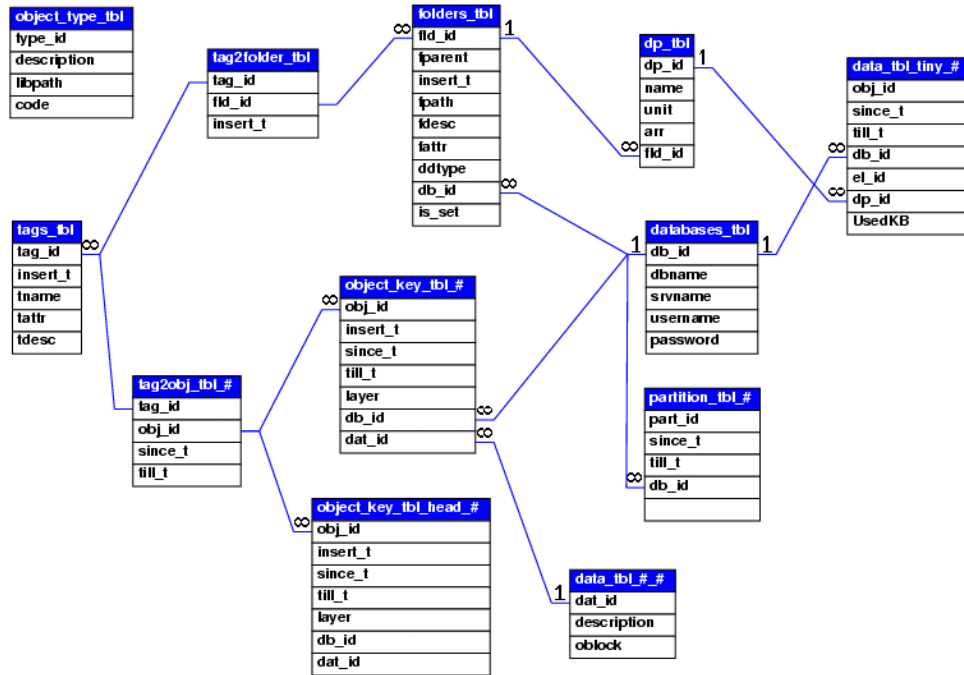 object_type_tbl
type_id
description
libpath
code
tag2folder_tbl
tag_id
fld_id
insert_t
folders_tbl
fld_id
fparent
insert_t
fpath
fdesc
fattr
ddtype
db_id
is_set
dp_tbl
dp_id
name
unit
arr
fld_id
data_tbl_tiny_#
obj_id
since_t
till_t
db_id
el_id
dp_id
UsedKB
tags_tbl
tag_id
insert_t
tname
tattr
tdesc
object_key_tbl_#
obj_id
insert_t
since_t
till_t
layer
db_id
dat_id
databases_tbl
db_id
dbname
srvname
username
password
tag2obj_tbl_#
tag_id
obj_id
since_t
till_t
partition_tbl_#
part_id
since_t
till_t
db_id
object_key_tbl_head_#
obj_id
insert_t
since_t
till_t
layer
db_id
dat_id
data_tbl_#_#
dat_id
description
oblock
∞
1
1
∞
∞
∞
∞
∞
1
1
∞
∞
∞
∞
∞
1